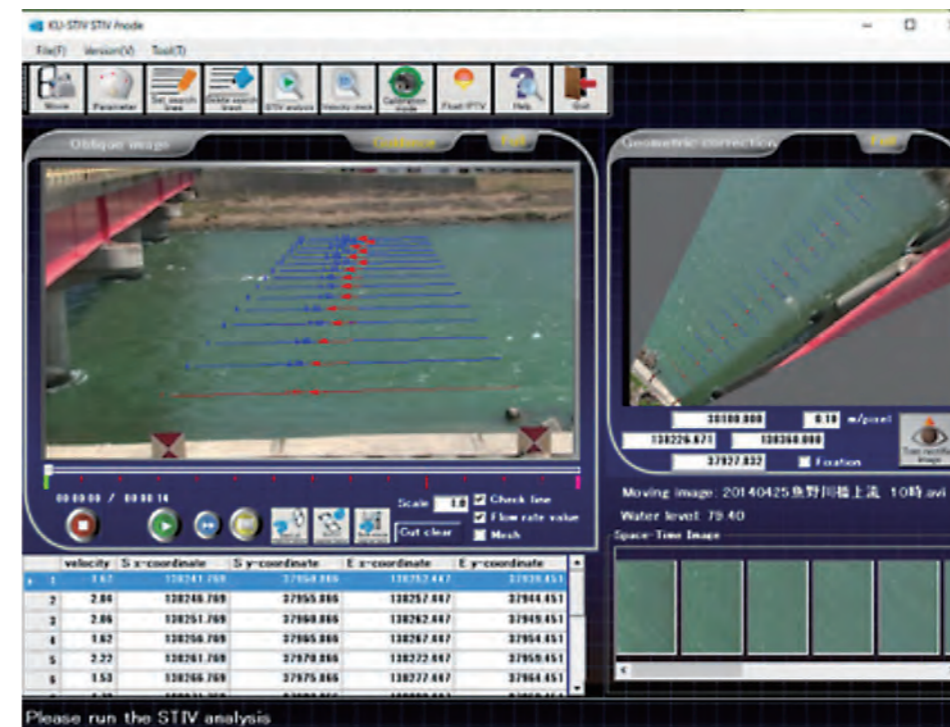 KU-STIV STIV Anode
File(F) Version(V) Tool(T)
Movie Parameter Set search lines Delete search lines STIV analysis Velocity check Calibration mode Float-PTV Help Quit
Oblique image Guidance Full
Geometric correction Full
38100.000 0.10 m/pixel
138226.671 138360.000
37927.832 Fixation
00:00:00 / 00:00:14
Scale 1.0 Check line
Flow rate value
Cut clear Mesh
Moving image: 20140425魚野川橋上流 10時.avi
Water level: 79.40
Space-Time Image
velocity S x-coordinate S y-coordinate E x-coordinate E y-coordinate
1 1.62 138241.769 37950.866 138252.447 37939.451
2 2.04 138246.769 37955.866 138257.447 37944.451
3 2.06 138251.769 37960.866 138262.447 37949.451
4 1.62 138256.769 37965.866 138267.447 37954.451
5 2.22 138261.769 37970.866 138272.447 37959.451
6 1.53 138266.769 37975.866 138277.447 37964.451
Please run the STIV analysis